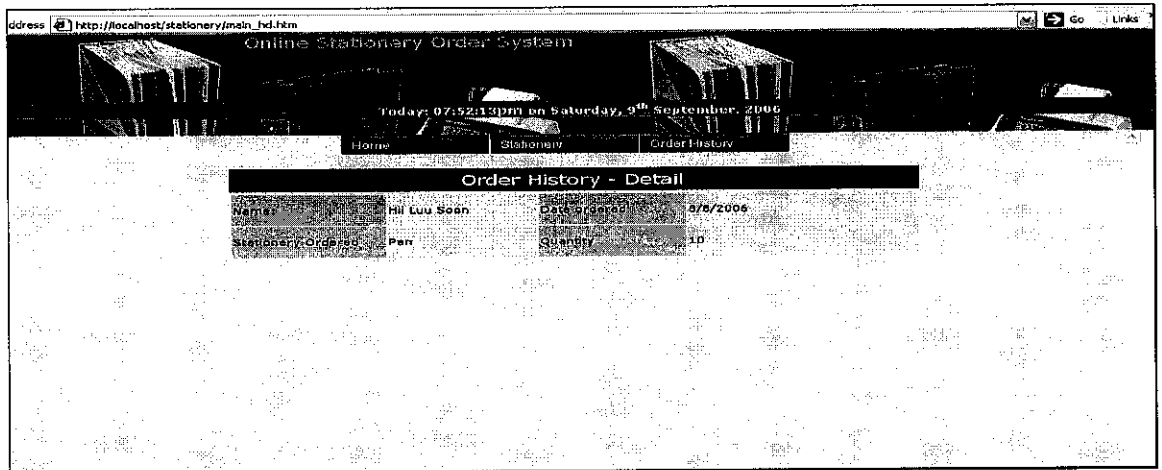 ddress http://localhost/stationery/main_hd.htm Go Links
Online Stationery Order System
Today: 07:52:13pm on Saturday, 9th September, 2006
Home Stationery Order History
Order History - Detail
Name: Hii Luu Soon Date ordered 8/6/2006
Stationery Ordered Pen Quantity 10